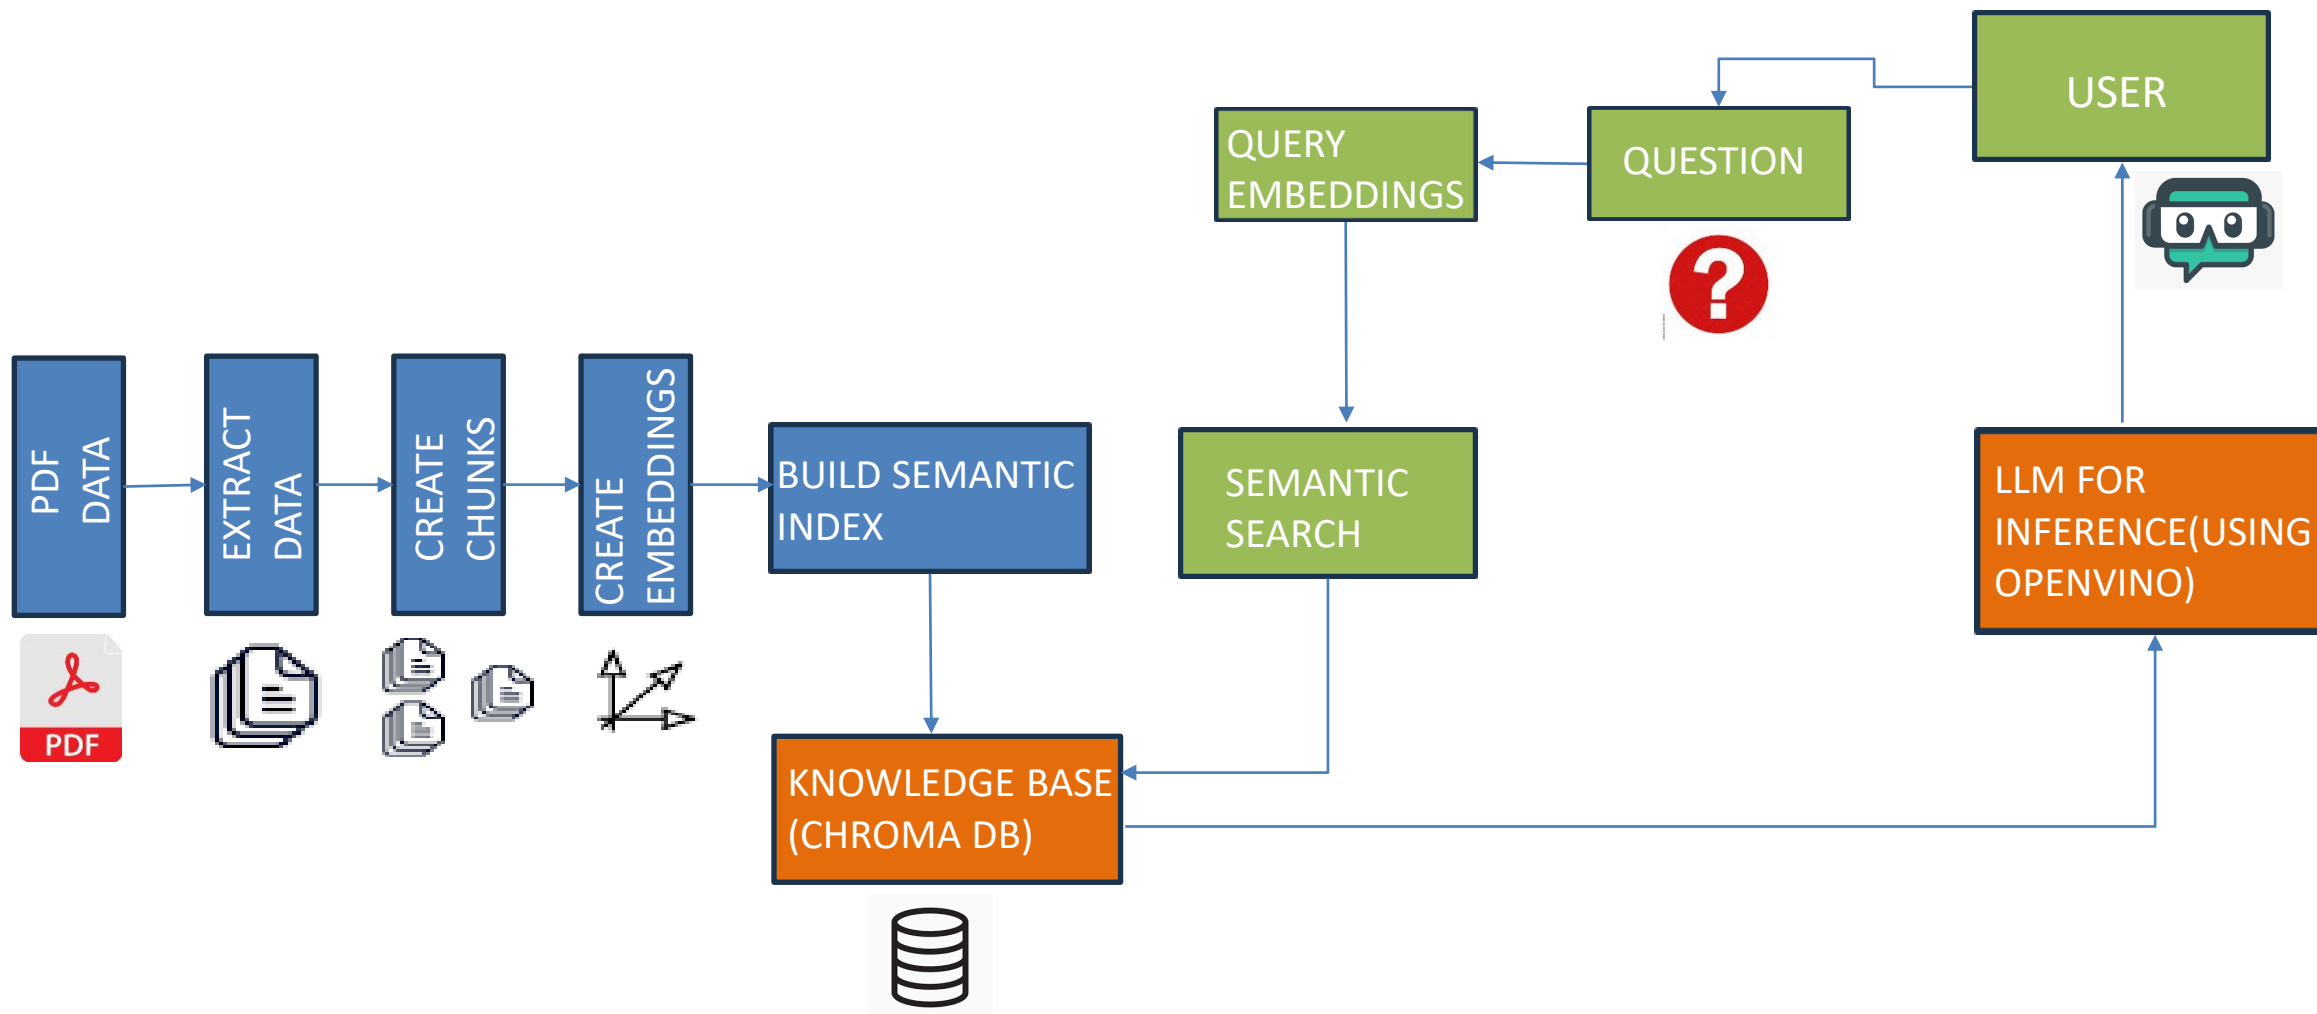 USER
QUERY
EMBEDDINGS
QUESTION
?
PDF
DATA
EXTRACT
DATA
CREATE
CHUNKS
CREATE
EMBEDDINGS
BUILD SEMANTIC
INDEX
SEMANTIC
SEARCH
LLM FOR
INFERENCE(USING
OPENVINO)
PDF
KNOWLEDGE BASE
(CHROMA DB)